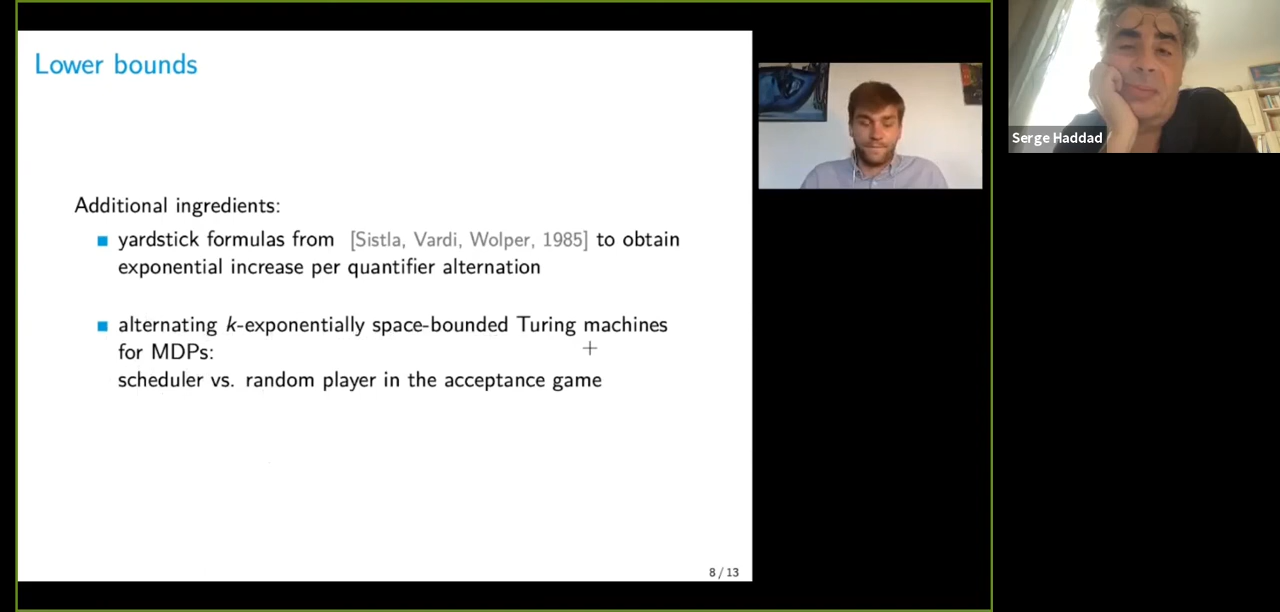 Lower bounds
Additional ingredients:
yardstick formulas from [Sistla, Vardi, Wolper, 1985] to obtain
exponential increase per quantifier alternation
alternating k-exponentially space-bounded Turing machines
for MDPs:
scheduler vs. random player in the acceptance game
8 / 13
Serge Haddad